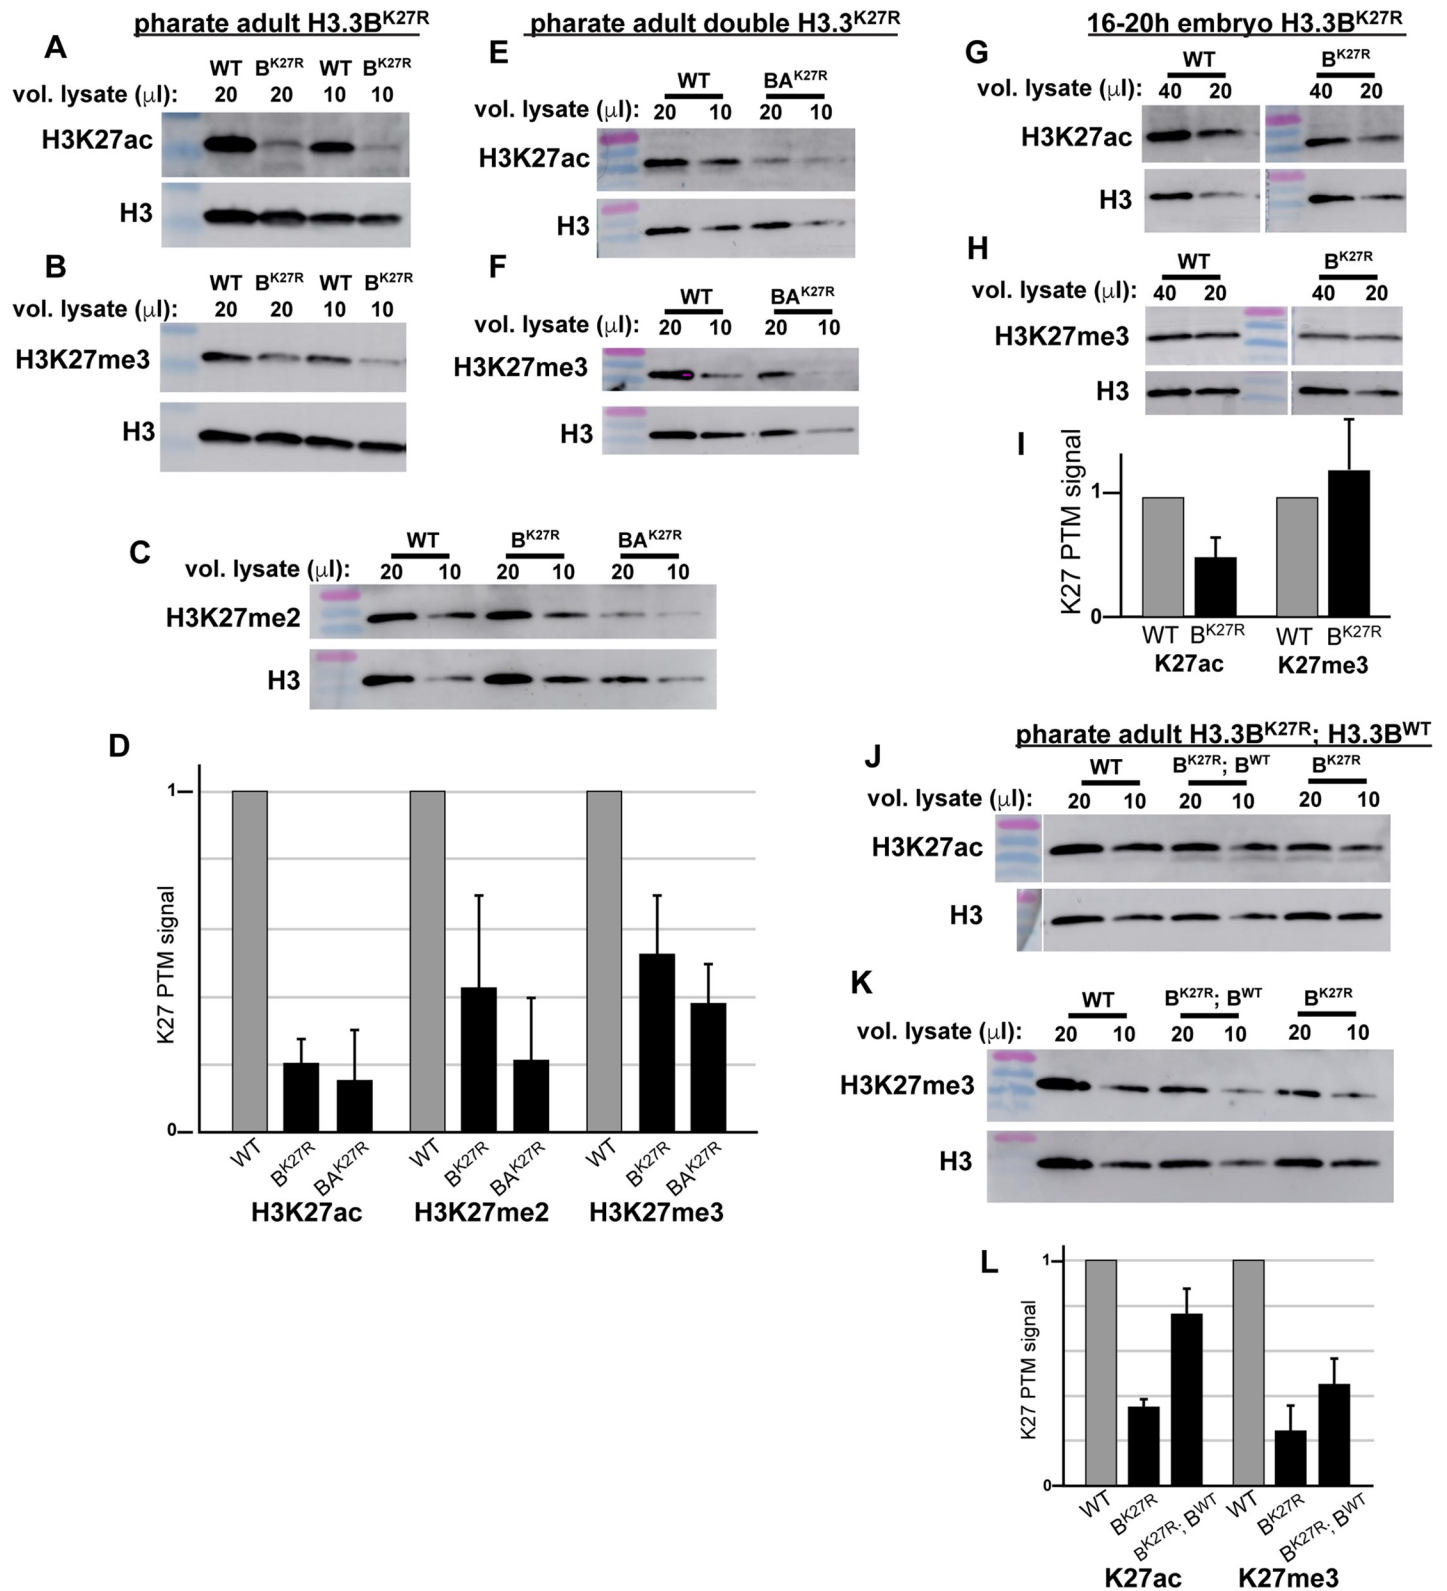 pharate adult H3.3B^K27R
A
WT B^K27R WT B^K27R
vol. lysate (µl): 20 20 10 10
H3K27ac
H3
B
WT B^K27R WT B^K27R
vol. lysate (µl): 20 20 10 10
H3K27me3
H3
pharate adult double H3.3^K27R
E
WT BA^K27R
vol. lysate (µl): 20 10 20 10
H3K27ac
H3
F
WT BA^K27R
vol. lysate (µl): 20 10 20 10
H3K27me3
H3
C
WT B^K27R BA^K27R
vol. lysate (µl): 20 10 20 10 20 10
H3K27me2
H3
D
K27 PTM signal
1
0
WT B^K27R BA^K27R WT B^K27R BA^K27R WT B^K27R BA^K27R
H3K27ac H3K27me2 H3K27me3
16-20h embryo H3.3B^K27R
G
WT B^K27R
vol. lysate (µl): 40 20 40 20
H3K27ac
H3
H
WT B^K27R
vol. lysate (µl): 40 20 40 20
H3K27me3
H3
I
K27 PTM signal
1
0
WT B^K27R WT B^K27R
K27ac K27me3
pharate adult H3.3B^K27R; H3.3B^WT
J
WT B^K27R; B^WT B^K27R
vol. lysate (µl): 20 10 20 10 20 10
H3K27ac
H3
K
WT B^K27R; B^WT B^K27R
vol. lysate (µl): 20 10 20 10 20 10
H3K27me3
H3
L
K27 PTM signal
1
0
WT B^K27R B^K27R; B^WT WT B^K27R B^K27R; B^WT
K27ac K27me3